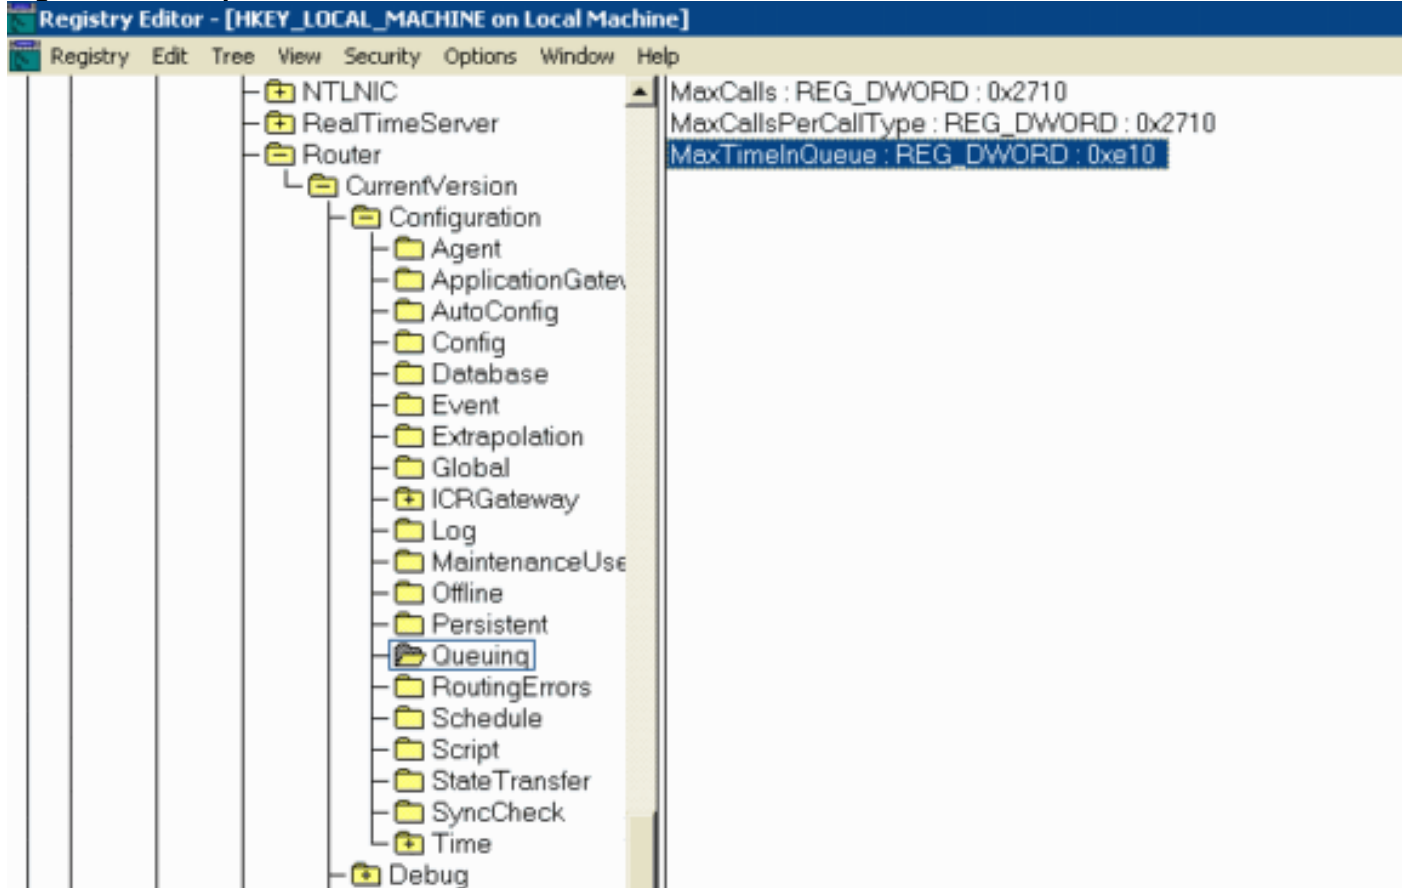 Registry Editor - [HKEY_LOCAL_MACHINE on Local Machine]
Registry Edit Tree View Security Options Window Help
NTLNIC
RealTimeServer
Router
CurrentVersion
Configuration
Agent
ApplicationGatew
AutoConfig
Config
Database
Event
Extrapolation
Global
ICRGateway
Log
MaintenanceUse
Offline
Persistent
Queuing
RoutingErrors
Schedule
Script
StateTransfer
SyncCheck
Time
Debug
MaxCalls : REG_DWORD : 0x2710
MaxCallsPerCallType : REG_DWORD : 0x2710
MaxTimeInQueue : REG_DWORD : 0xe10